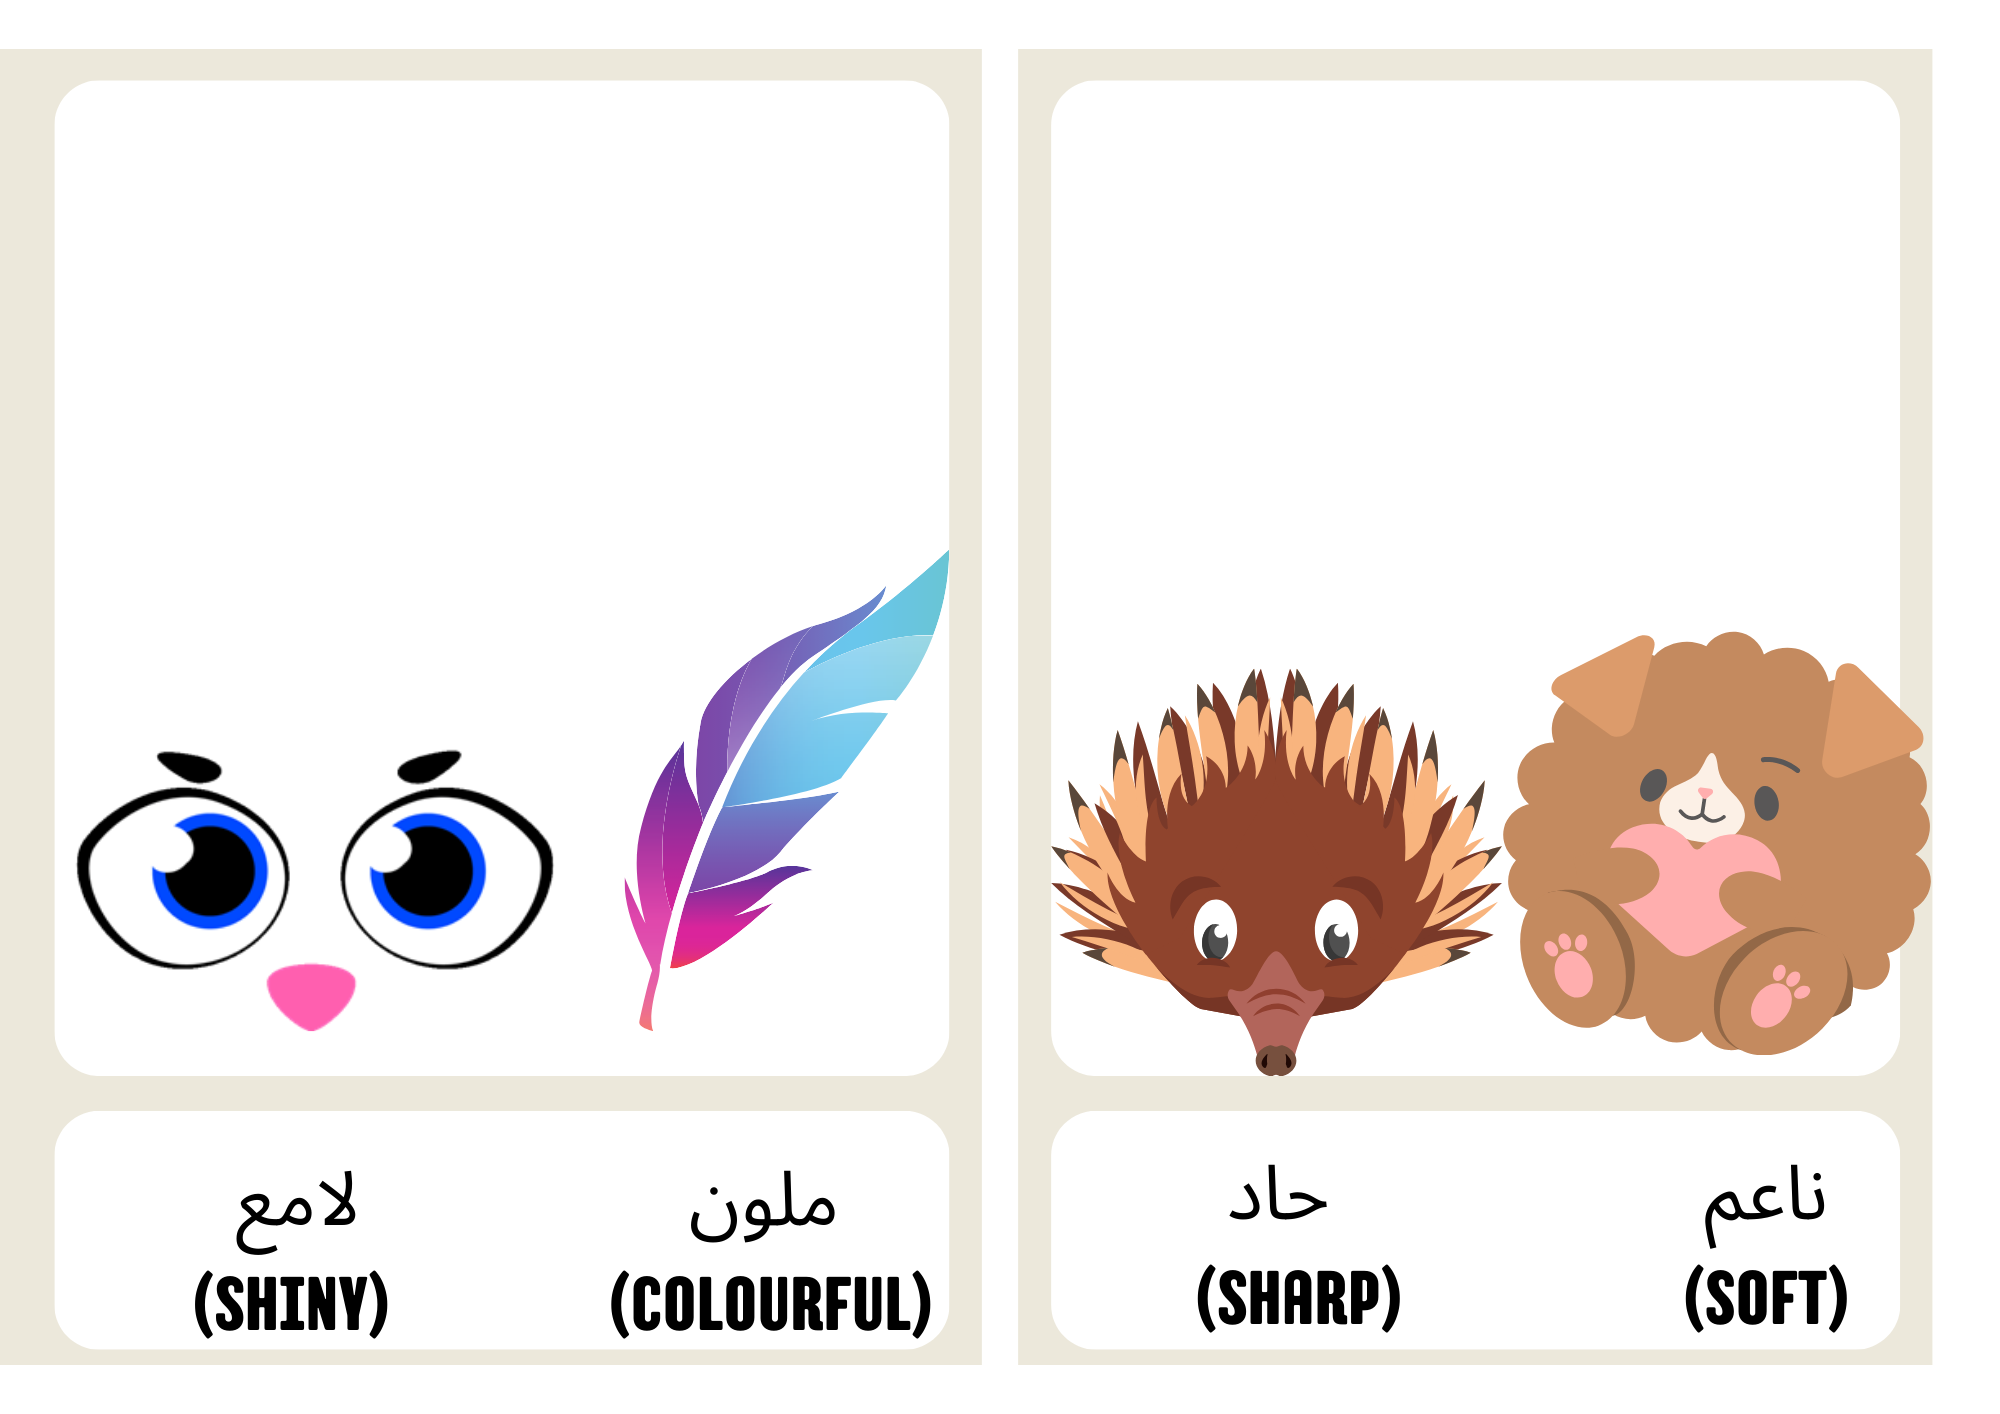 لامع
(SHINY)
ملون
(COLOURFUL)
حاد
(SHARP)
ناعم
(SOFT)